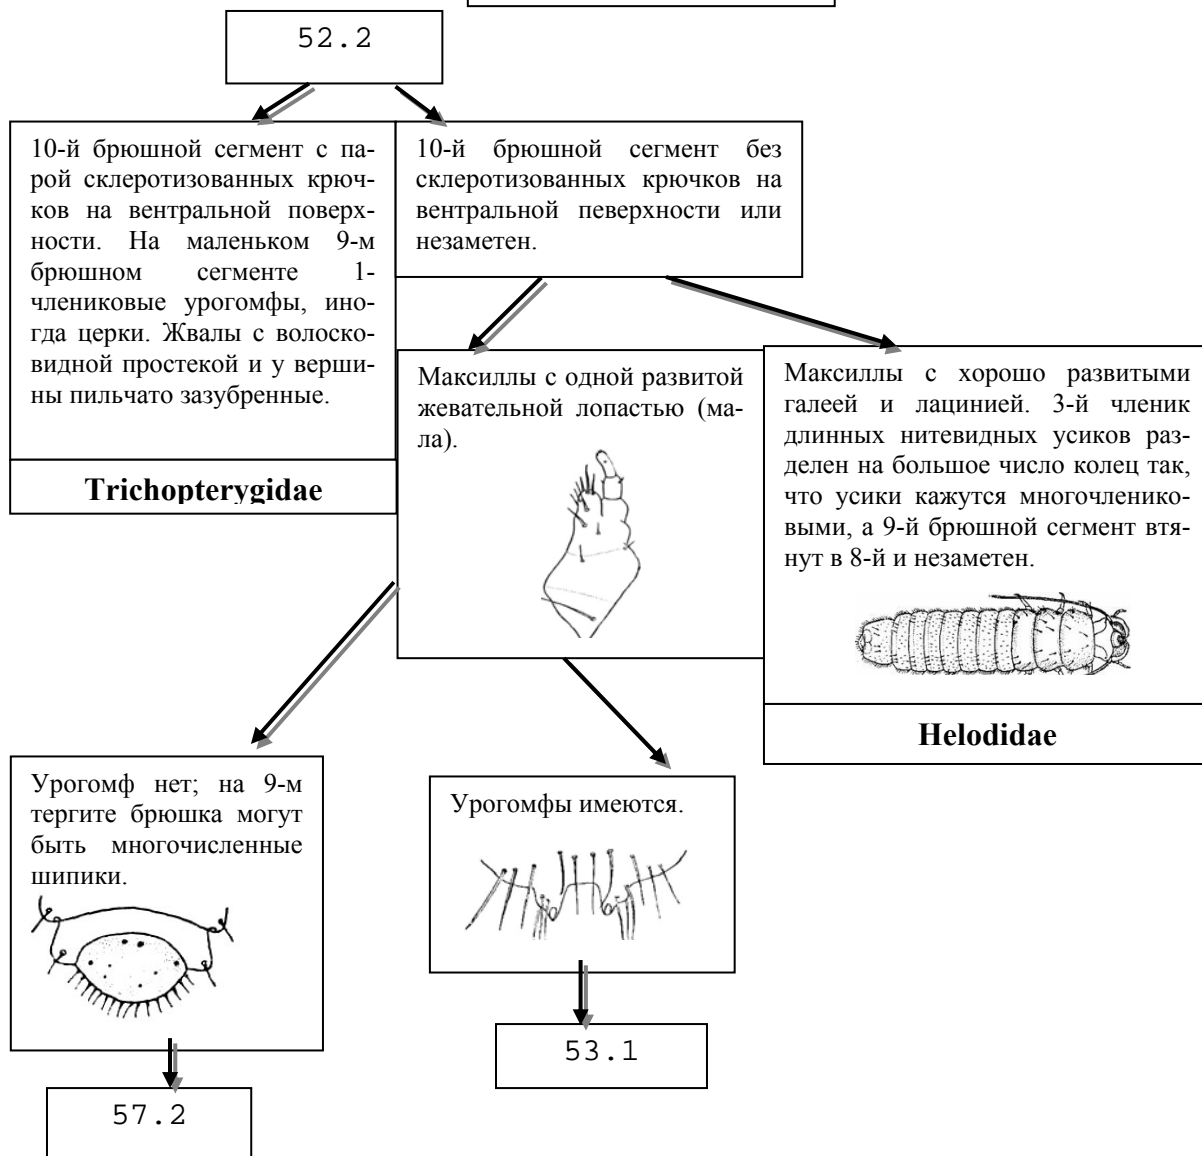 52.2
10-й брюшной сегмент с па-
рой склеротизованных крюч-
ков на вентральной поверх-
ности. На маленьком 9-м
брюшном сегменте 1-
члениковые урогомфы, ино-
гда церки. Жвалы с волоско-
видной простекой и у верши-
ны пильчато зазубренные.
Trichopterygidae
10-й брюшной сегмент без
склеротизованных крючков на
вентральной певерхности или
незаметен.
Максиллы с одной развитой
жевательной лопастью (ма-
ла).
Максиллы с хорошо развитыми
галеей и лацинией. 3-й членик
длинных нитевидных усиков раз-
делен на большое число колец так,
что усики кажутся многочленико-
выми, а 9-й брюшной сегмент втя-
нут в 8-й и незаметен.
Helodidae
Урогомф нет; на 9-м
тергите брюшка могут
быть многочисленные
шипики.
Урогомфы имеются.
53.1
57.2